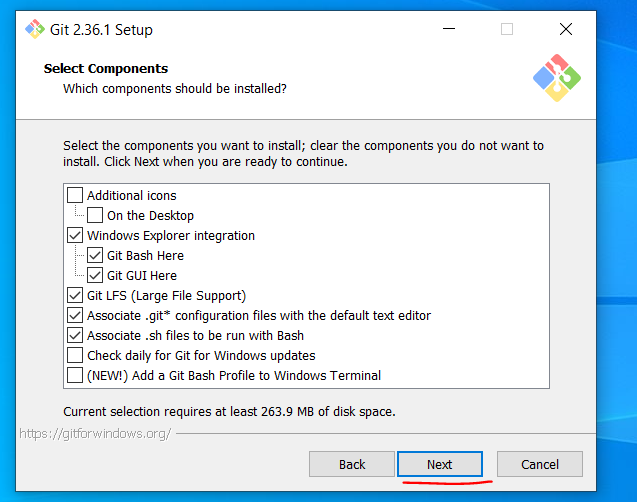 Git 2.36.1 Setup
Select Components
Which components should be installed?
Select the components you want to install; clear the components you do not want to
install. Click Next when you are ready to continue.
Additional icons
On the Desktop
Windows Explorer integration
Git Bash Here
Git GUI Here
Git LFS (Large File Support)
Associate .git* configuration files with the default text editor
Associate .sh files to be run with Bash
Check daily for Git for Windows updates
(NEW!) Add a Git Bash Profile to Windows Terminal
Current selection requires at least 263.9 MB of disk space.
https://gitforwindows.org/
Back Next Cancel